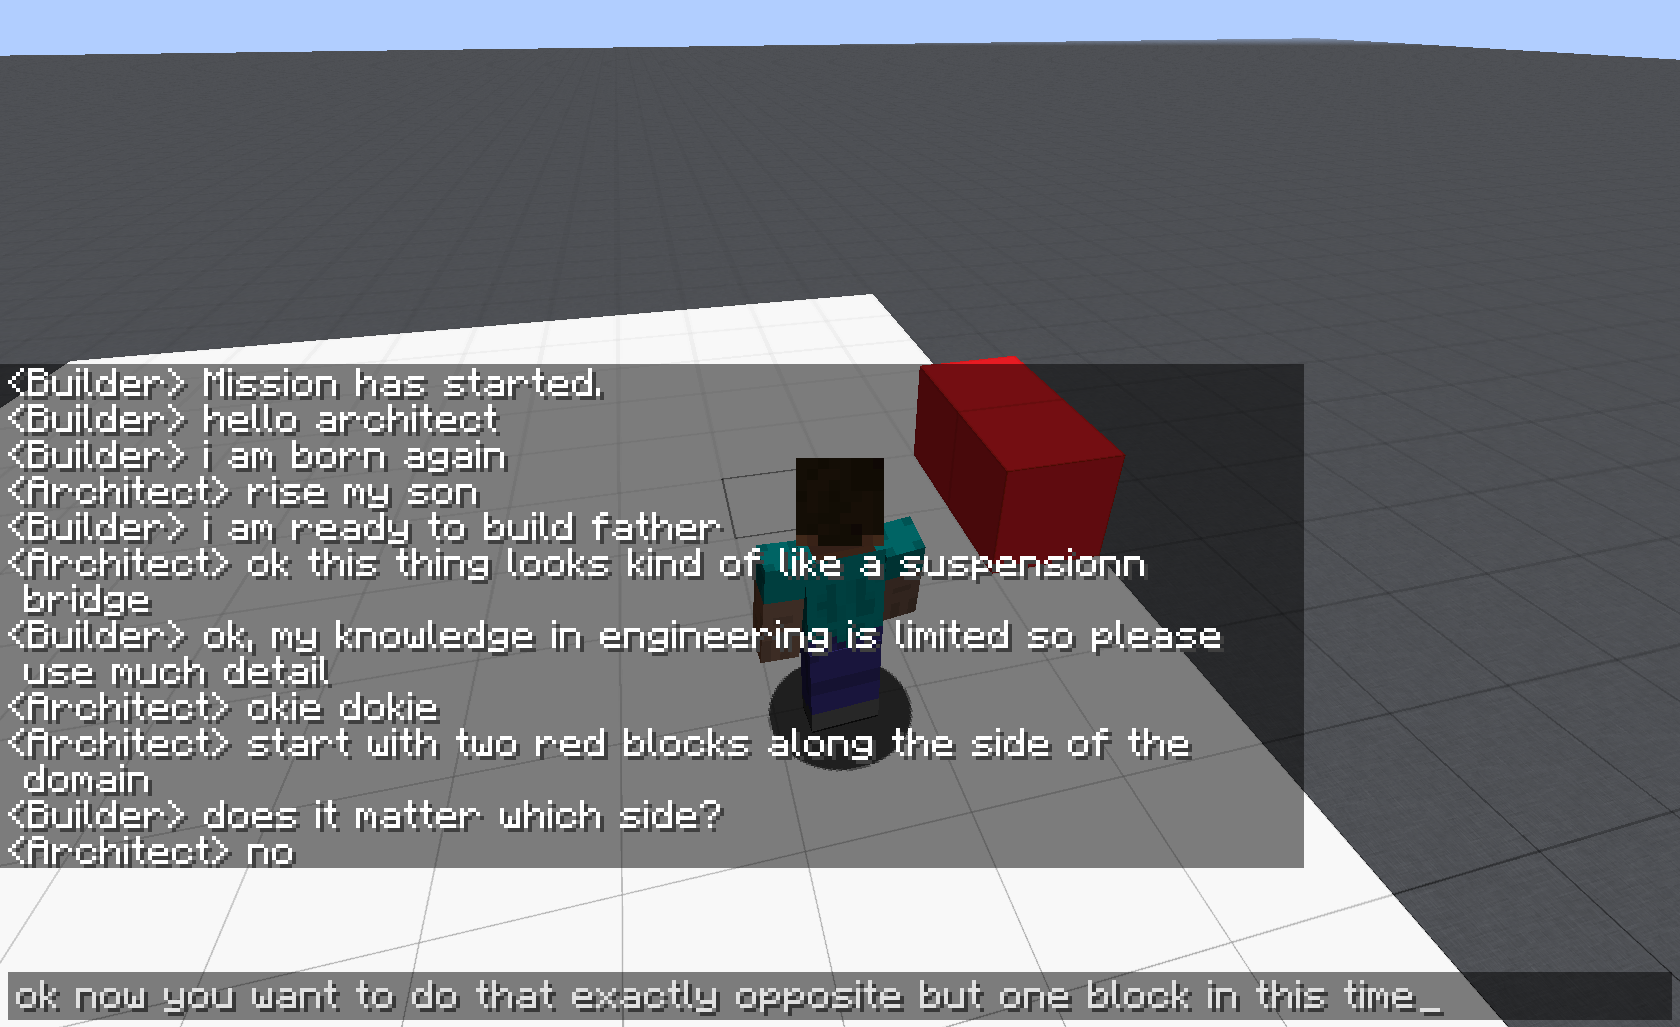 <Builder> Mission has started.
<Builder> hello architect
<Builder> i am born again
<Architect> rise my son
<Builder> i am ready to build father
<Architect> ok this thing looks kind of like a suspensionn
bridge
<Builder> ok, my knowledge in engineering is limited so please
use much detail
<Architect> okie dokie
<Architect> start with two red blocks along the side of the
domain
<Builder> does it matter which side?
<Architect> no
ok now you want to do that exactly opposite but one block in this time_